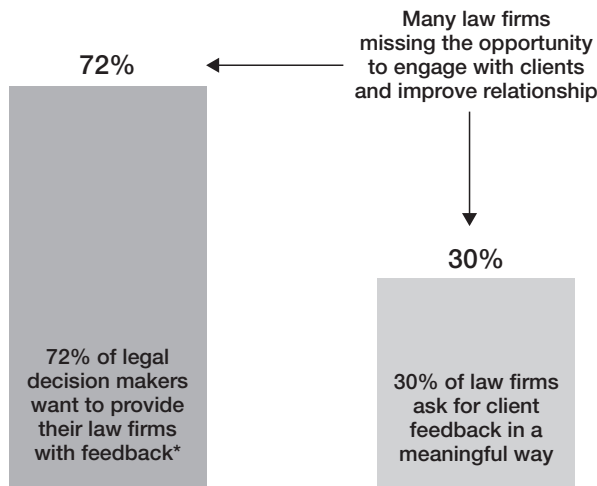 Many law firms
missing the opportunity
to engage with clients
and improve relationship
72%
72% of legal
decision makers
want to provide
their law firms
with feedback*
30%
30% of law firms
ask for client
feedback in a
meaningful way